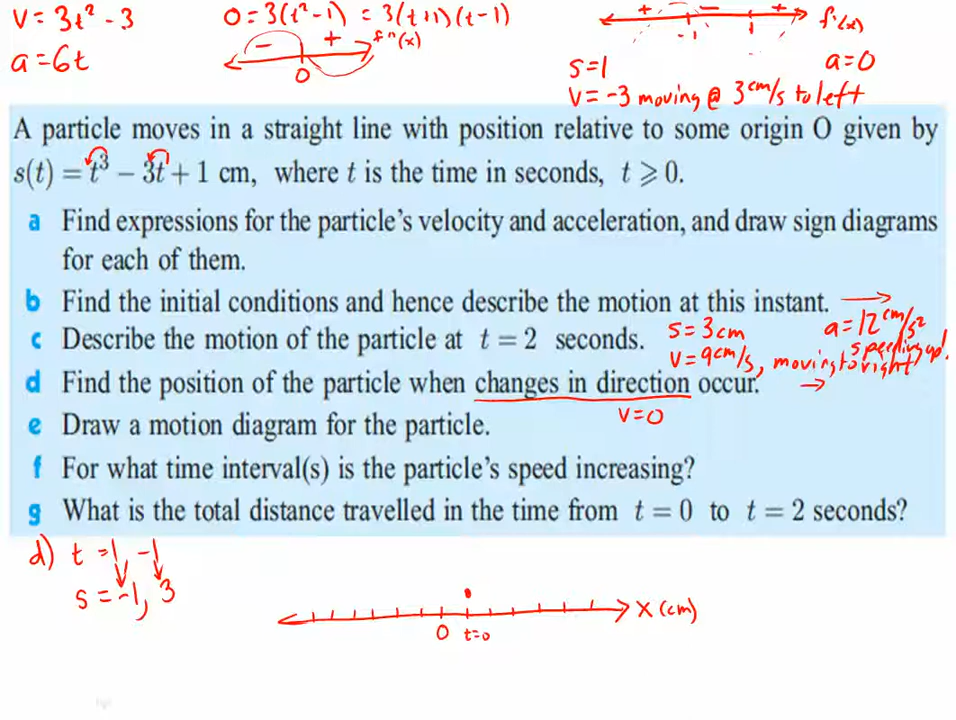 v = 3t² - 3
0 = 3(t² - 1) = 3(t+1)(t-1)
+ - +
f'(x)
-1 1
a = 6t
- +
f"(x)
0
s = 1
a = 0
v = -3 moving @ 3 cm/s to left
A particle moves in a straight line with position relative to some origin O given by
s(t) = t³ − 3t + 1 cm, where t is the time in seconds, t ⩾ 0.
a Find expressions for the particle's velocity and acceleration, and draw sign diagrams
for each of them.
b Find the initial conditions and hence describe the motion at this instant.
c Describe the motion of the particle at t = 2 seconds.
s = 3cm
a = 12 cm/s²
speeding up.
v = 9cm/s, moving to right
d Find the position of the particle when changes in direction occur.
v = 0
e Draw a motion diagram for the particle.
f For what time interval(s) is the particle's speed increasing?
g What is the total distance travelled in the time from t = 0 to t = 2 seconds?
d) t = 1, -1
s = -1, 3
x (cm)
0 t=0